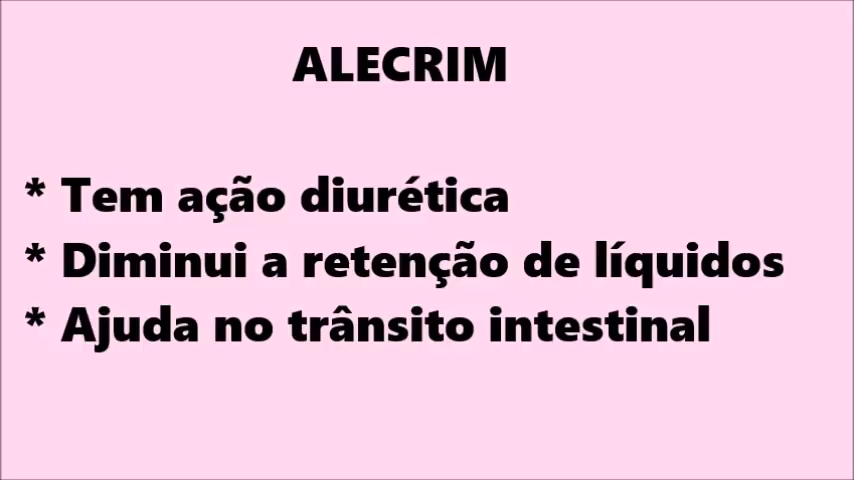 ALECRIM
* Tem ação diurética
* Diminui a retenção de líquidos
* Ajuda no trânsito intestinal